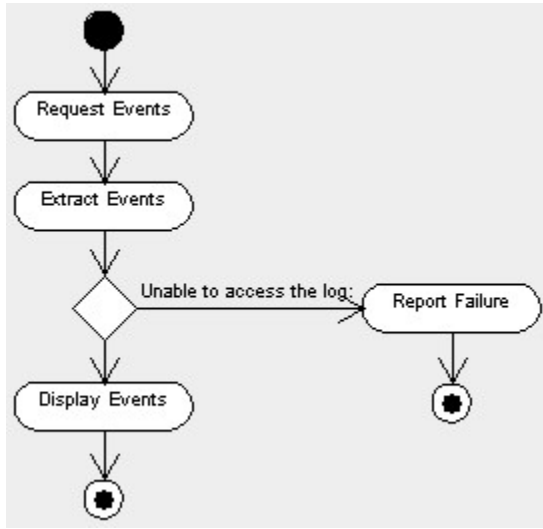 Request Events
Extract Events
Unable to access the log:
Report Failure
Display Events